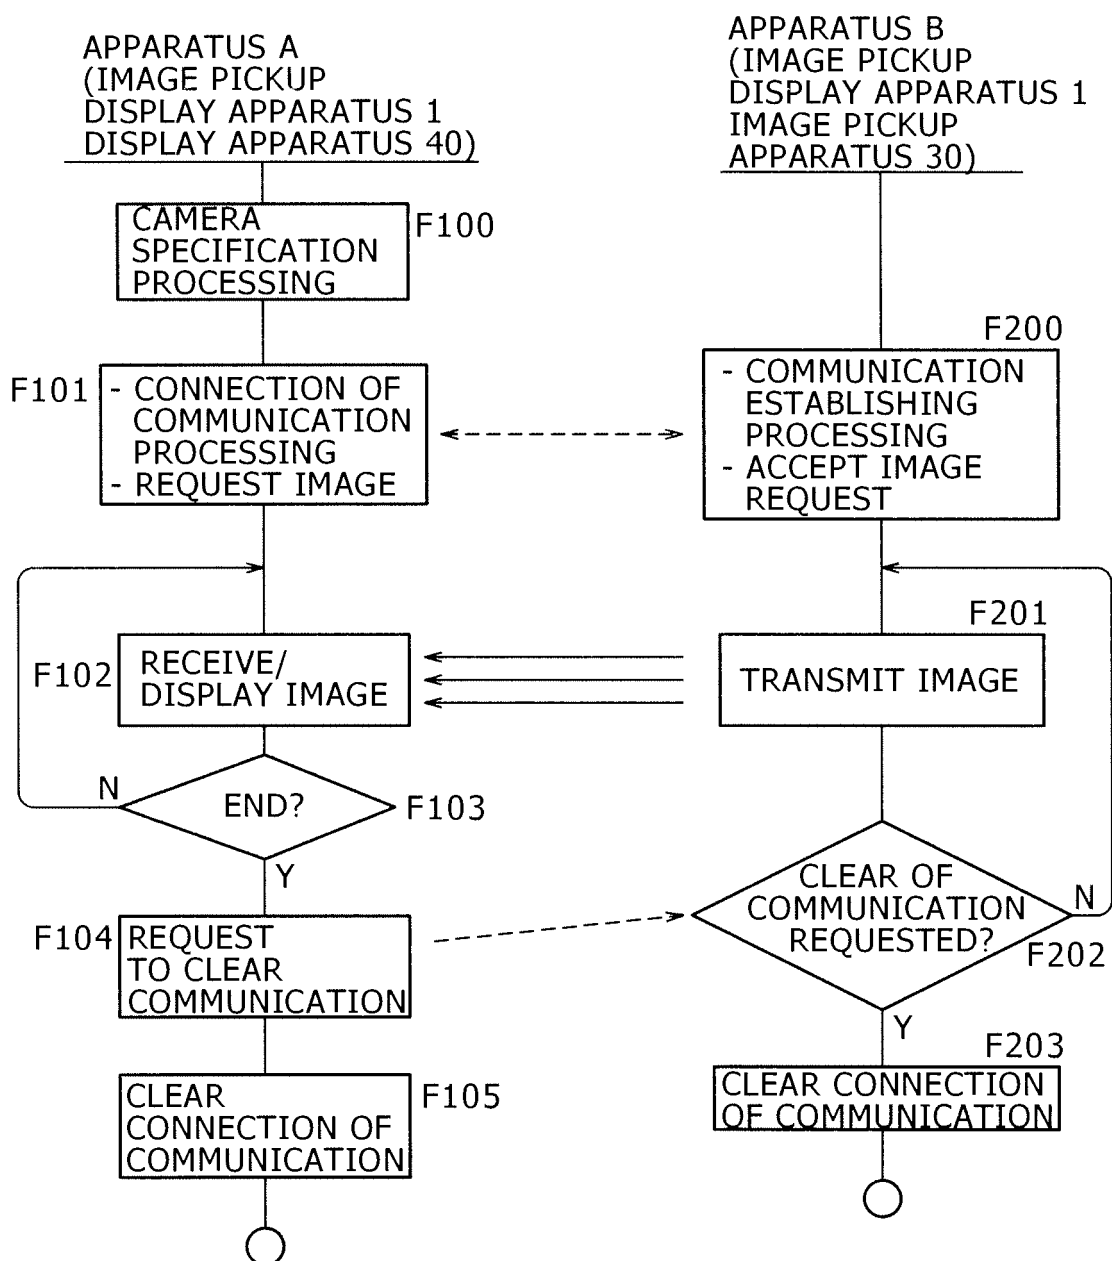 APPARATUS A
(IMAGE PICKUP
DISPLAY APPARATUS 1
DISPLAY APPARATUS 40)
CAMERA
SPECIFICATION
PROCESSING
F100
F101
- CONNECTION OF
COMMUNICATION
PROCESSING
- REQUEST IMAGE
RECEIVE/
DISPLAY IMAGE
F102
END?
N
F103
Y
F104
REQUEST
TO CLEAR
COMMUNICATION
CLEAR
CONNECTION OF
COMMUNICATION
F105
APPARATUS B
(IMAGE PICKUP
DISPLAY APPARATUS 1
IMAGE PICKUP
APPARATUS 30)
F200
- COMMUNICATION
ESTABLISHING
PROCESSING
- ACCEPT IMAGE
REQUEST
F201
TRANSMIT IMAGE
CLEAR OF
COMMUNICATION
REQUESTED?
N
F202
Y
F203
CLEAR CONNECTION
OF COMMUNICATION